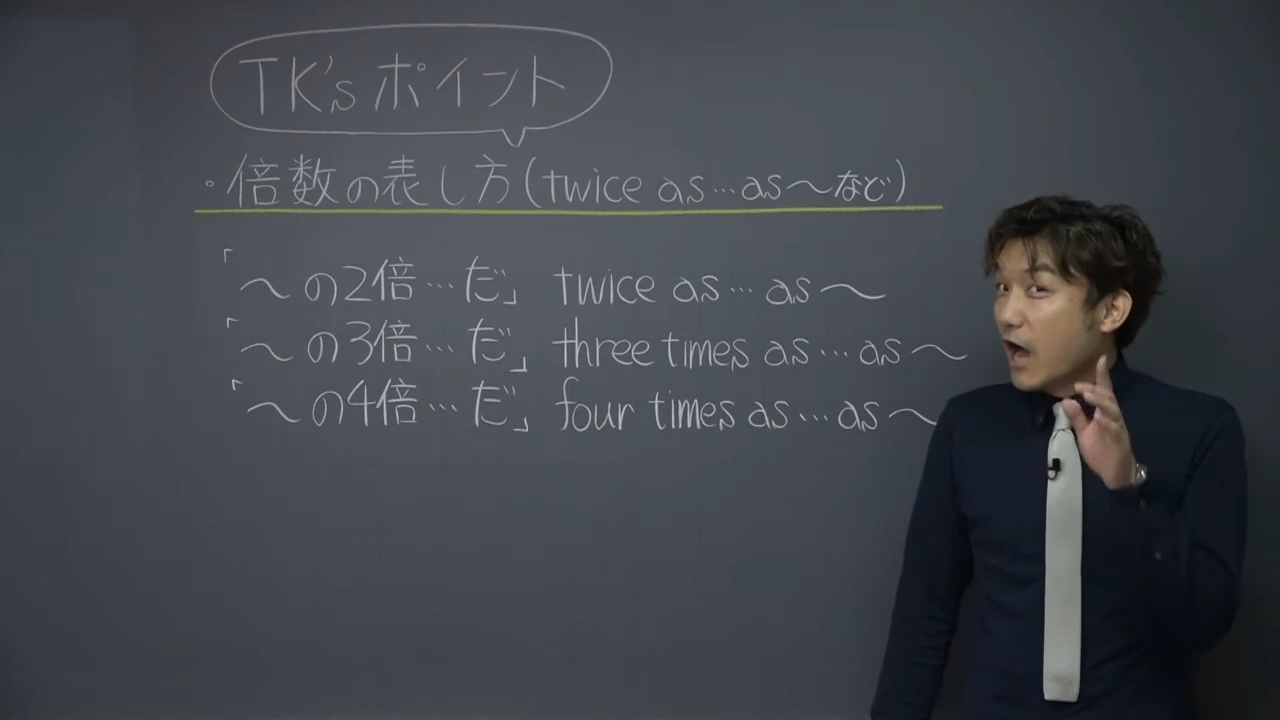 TK'sポイント
・倍数の表し方(twice as…as〜など)
「〜の2倍…だ」 twice as…as〜
「〜の3倍…だ」 three times as…as〜
「〜の4倍…だ」 four times as…as〜